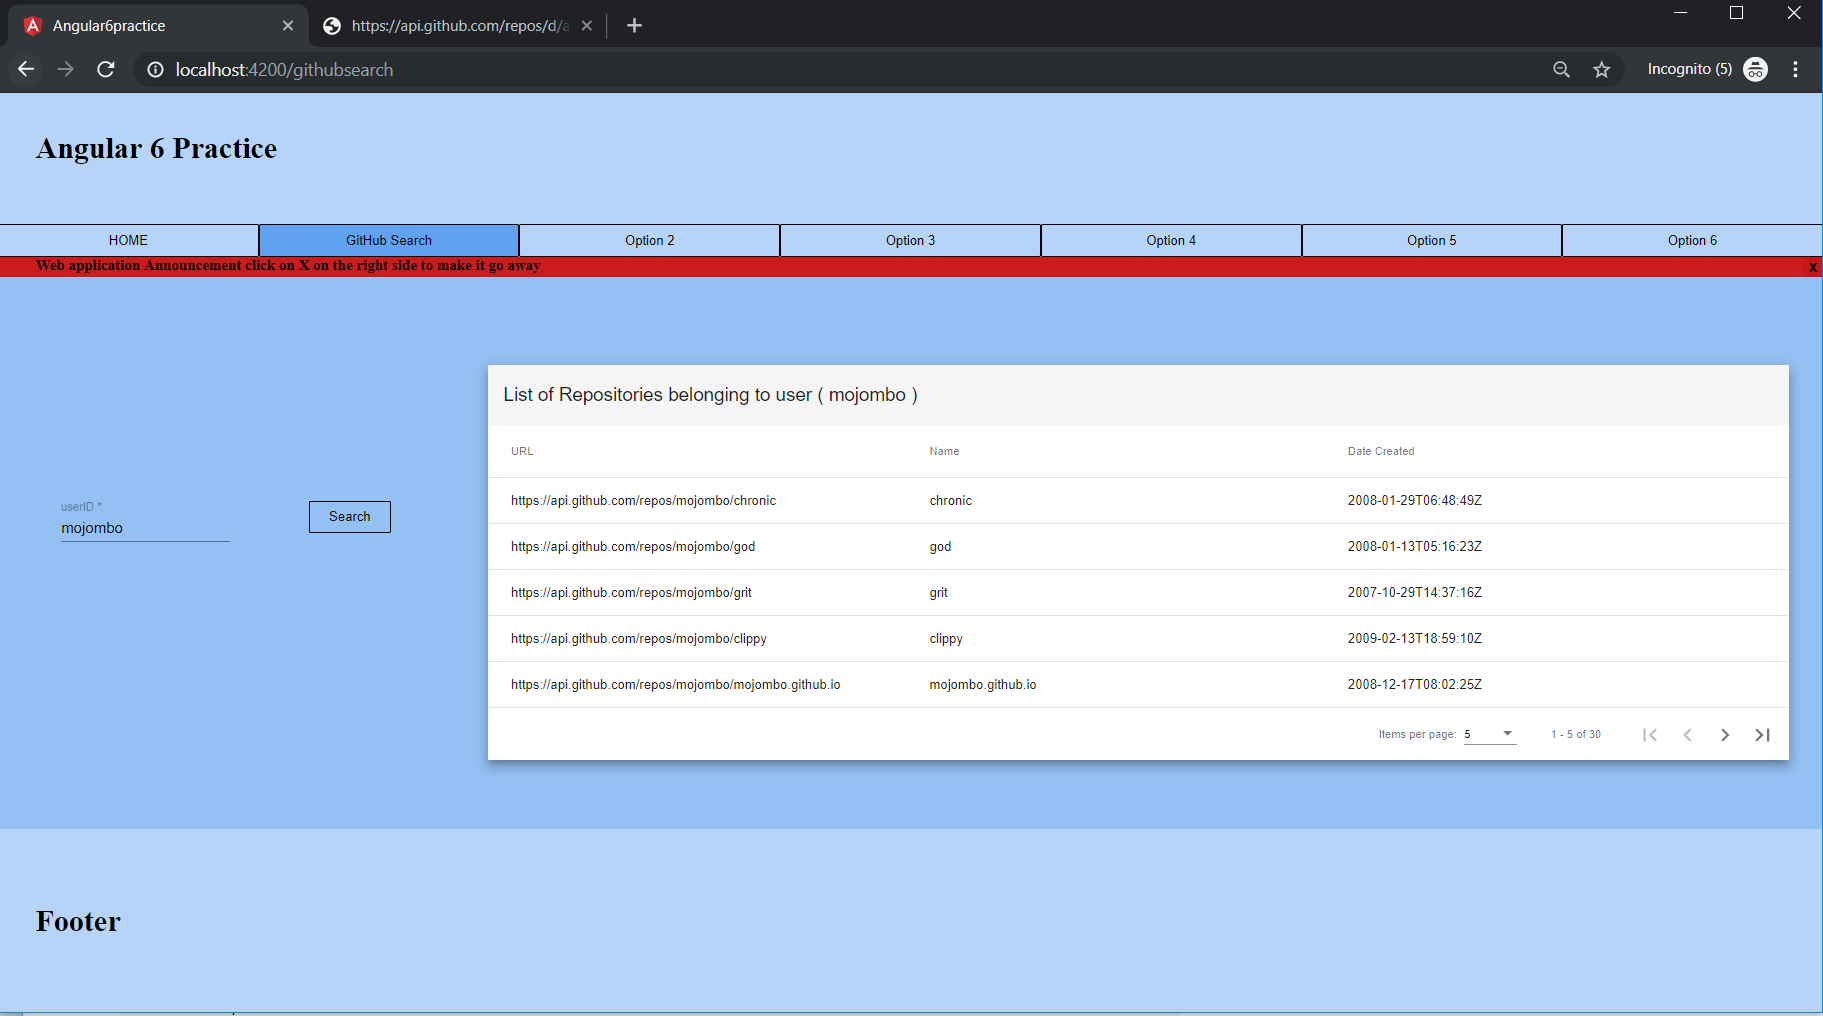 Angular6practice
https://api.github.com/repos/d/a
localhost:4200/githubsearch
Incognito (5)
Angular 6 Practice
HOME GitHub Search Option 2 Option 3 Option 4 Option 5 Option 6
Web application Announcement click on X on the right side to make it go away X
List of Repositories belonging to user ( mojombo )
URL Name Date Created
https://api.github.com/repos/mojombo/chronic chronic 2008-01-29T06:48:49Z
https://api.github.com/repos/mojombo/god god 2008-01-13T05:16:23Z
https://api.github.com/repos/mojombo/grit grit 2007-10-29T14:37:16Z
https://api.github.com/repos/mojombo/clippy clippy 2009-02-13T18:59:10Z
https://api.github.com/repos/mojombo/mojombo.github.io mojombo.github.io 2008-12-17T08:02:25Z
userID *
mojombo
Search
Items per page: 5 1 - 5 of 30
Footer